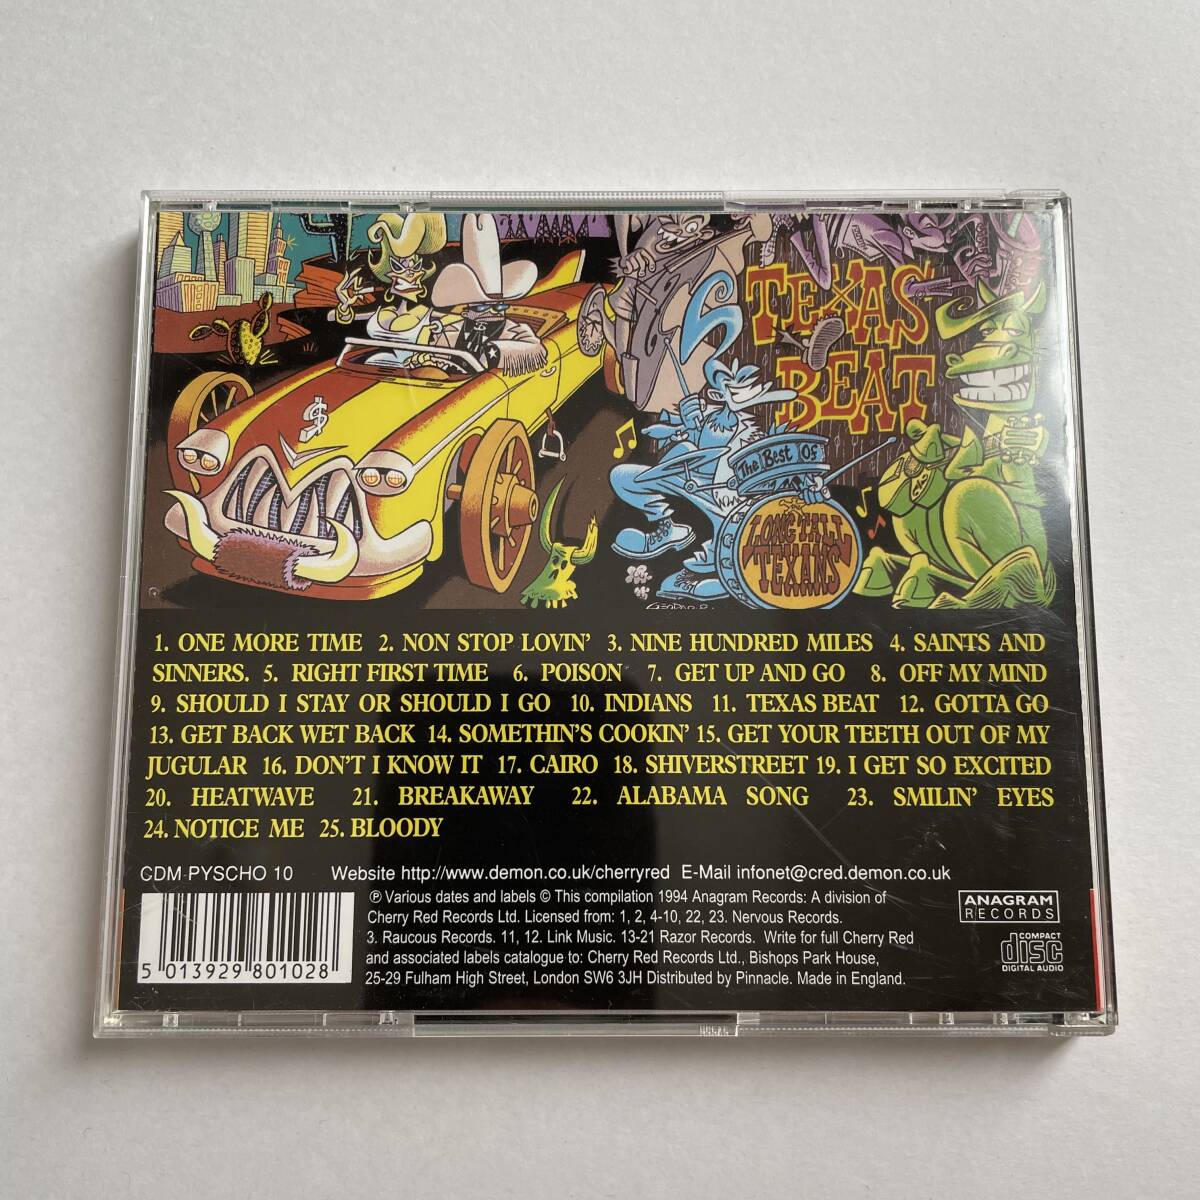 TEXAS
BEAT
The Best Of
LONG TALL
TEXANS
$
1. ONE MORE TIME 2. NON STOP LOVIN' 3. NINE HUNDRED MILES 4. SAINTS AND
SINNERS. 5. RIGHT FIRST TIME 6. POISON 7. GET UP AND GO 8. OFF MY MIND
9. SHOULD I STAY OR SHOULD I GO 10. INDIANS 11. TEXAS BEAT 12. GOTTA GO
13. GET BACK WET BACK 14. SOMETHIN'S COOKIN' 15. GET YOUR TEETH OUT OF MY
JUGULAR 16. DON'T I KNOW IT 17. CAIRO 18. SHIVERSTREET 19. I GET SO EXCITED
20. HEATWAVE 21. BREAKAWAY 22. ALABAMA SONG 23. SMILIN' EYES
24. NOTICE ME 25. BLOODY
CDM PYSCHO 10 Website http://www.demon.co.uk/cherryred E-Mail infonet@cred.demon.co.uk
℗ Various dates and labels © This compilation 1994 Anagram Records: A division of
Cherry Red Records Ltd. Licensed from: 1, 2, 4-10, 22, 23. Nervous Records.
3. Raucous Records. 11, 12. Link Music. 13-21 Razor Records. Write for full Cherry Red
and associated labels catalogue to: Cherry Red Records Ltd., Bishops Park House,
25-29 Fulham High Street, London SW6 3JH Distributed by Pinnacle. Made in England.
5 013929 801028
ANAGRAM
RECORDS
COMPACT
disc
DIGITAL AUDIO